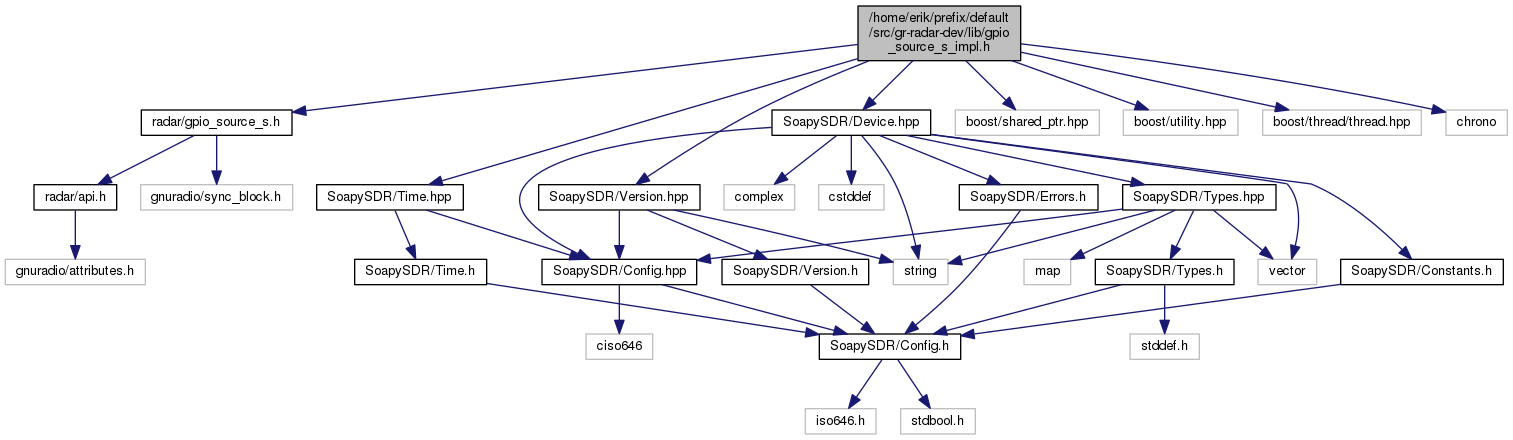 /home/erik/prefix/default
/src/gr-radar-dev/lib/gpio
_source_s_impl.h
radar/gpio_source_s.h
SoapySDR/Device.hpp
boost/shared_ptr.hpp
boost/utility.hpp
boost/thread/thread.hpp
chrono
radar/api.h
gnuradio/sync_block.h
SoapySDR/Time.hpp
SoapySDR/Version.hpp
complex
cstddef
SoapySDR/Errors.h
SoapySDR/Types.hpp
gnuradio/attributes.h
SoapySDR/Time.h
SoapySDR/Config.hpp
SoapySDR/Version.h
string
map
SoapySDR/Types.h
vector
SoapySDR/Constants.h
ciso646
SoapySDR/Config.h
stddef.h
iso646.h
stdbool.h